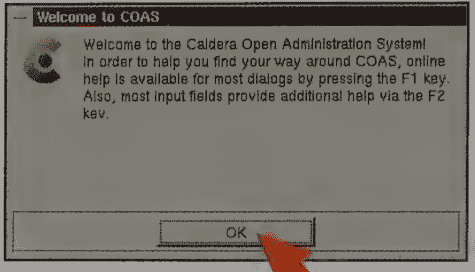 Welcome to COAS
Welcome to the Caldera Open Administration System!
In order to help you find your way around COAS, online
help is available for most dialogs by pressing the F1 key.
Also, most input fields provide additional help via the F2
key.
OK